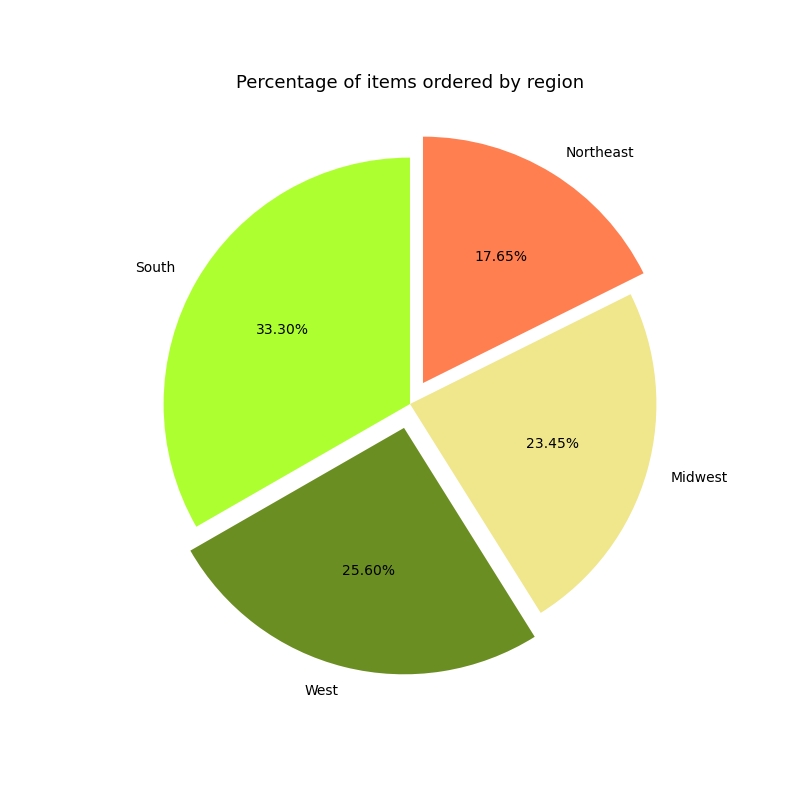 Percentage of items ordered by region
Northeast
17.65%
South
33.30%
23.45%
Midwest
25.60%
West